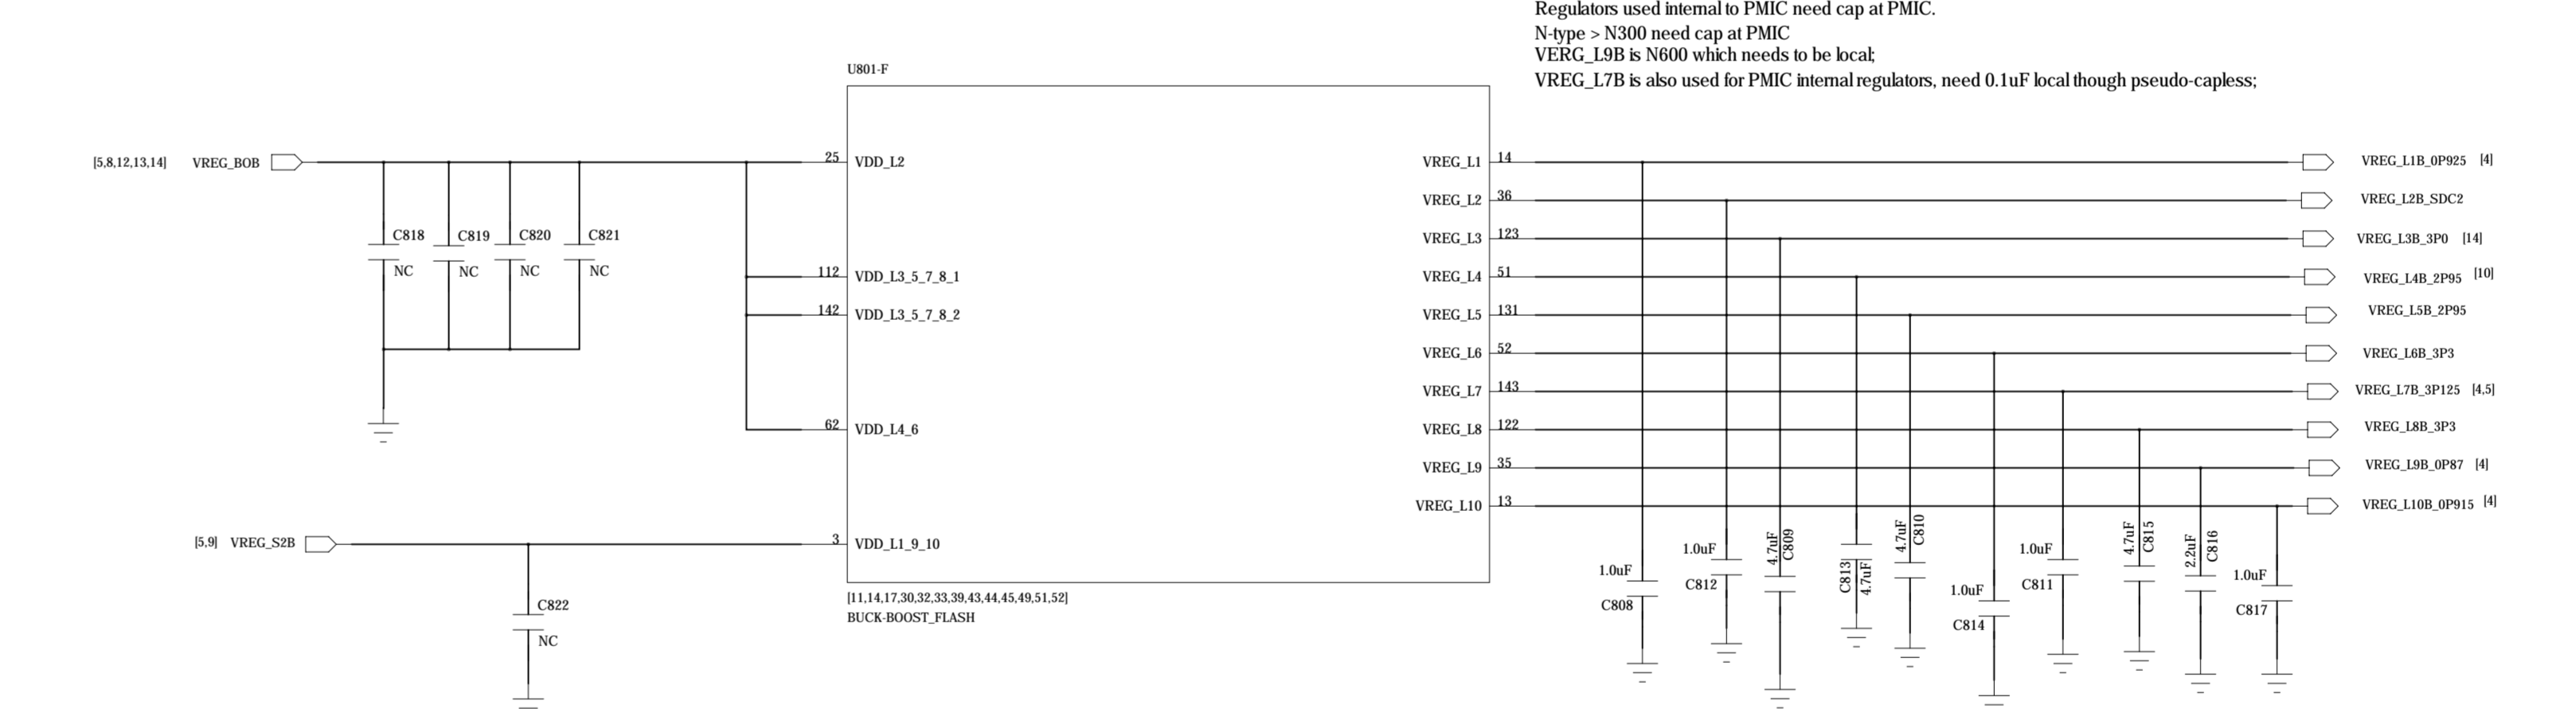 Regulators used internal to PMIC need cap at PMIC.
N-type > N300 need cap at PMIC
VERG_L9B is N600 which needs to be local;
VREG_L7B is also used for PMIC internal regulators, need 0.1uF local though pseudo-capless;
U801-F
[5,8,12,13,14] VREG_BOB
25 VDD_L2
112 VDD_L3_5_7_8_1
142 VDD_L3_5_7_8_2
62 VDD_L4_6
C818 NC
C819 NC
C820 NC
C821 NC
[5,9] VREG_S2B
3 VDD_L1_9_10
C822
NC
[11,14,17,30,32,33,39,43,44,45,49,51,52]
BUCK-BOOST_FLASH
VREG_L1 14 VREG_L1B_0P925 [4]
VREG_L2 36 VREG_L2B_SDC2
VREG_L3 123 VREG_L3B_3P0 [14]
VREG_L4 51 VREG_L4B_2P95 [10]
VREG_L5 131 VREG_L5B_2P95
VREG_L6 52 VREG_L6B_3P3
VREG_L7 143 VREG_L7B_3P125 [4,5]
VREG_L8 122 VREG_L8B_3P3
VREG_L9 35 VREG_L9B_0P87 [4]
VREG_L10 13 VREG_L10B_0P915 [4]
1.0uF
C808
1.0uF
C812
4.7uF
C809
C813
4.7uF
4.7uF
C810
1.0uF
C814
1.0uF
C811
4.7uF
C815
2.2uF
C816
1.0uF
C817